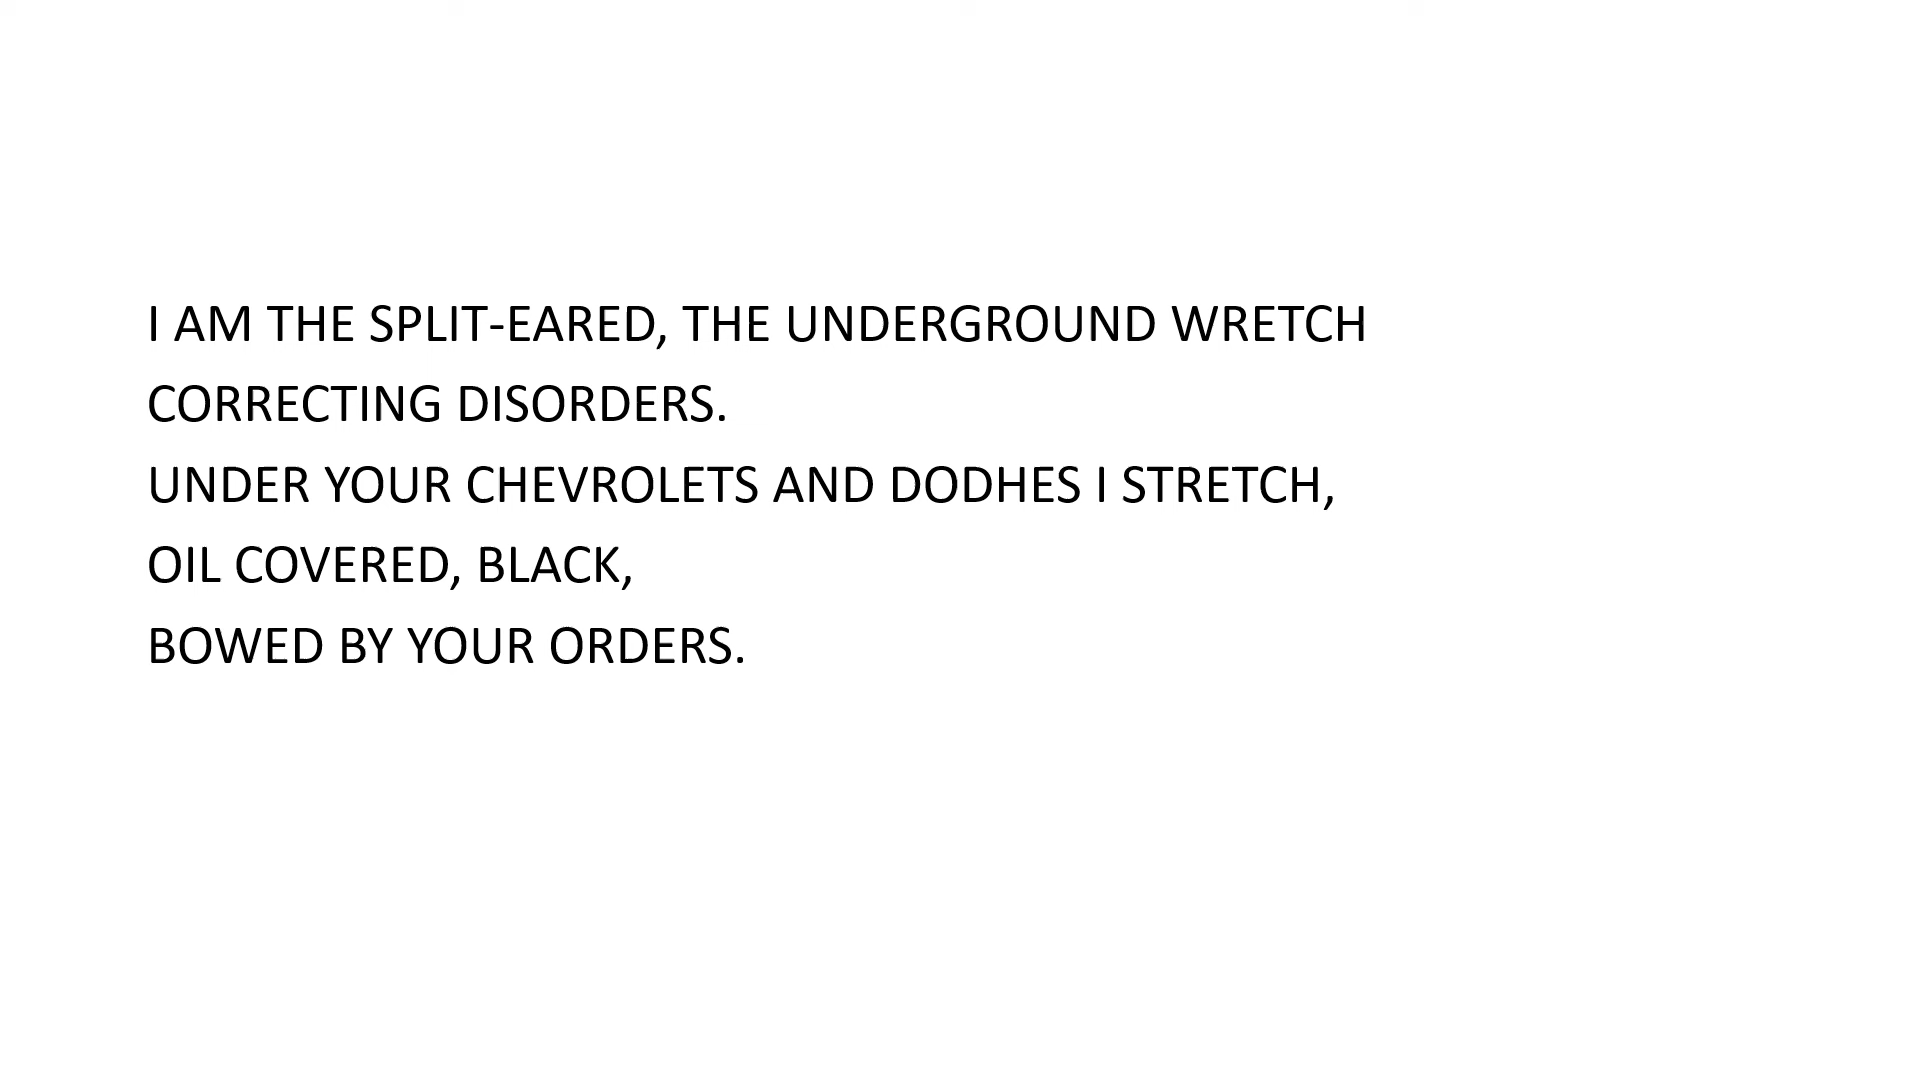 I AM THE SPLIT-EARED, THE UNDERGROUND WRETCH
CORRECTING DISORDERS.
UNDER YOUR CHEVROLETS AND DODHES I STRETCH,
OIL COVERED, BLACK,
BOWED BY YOUR ORDERS.